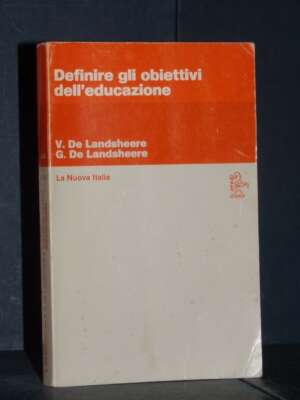 Definire gli obiettivi
dell'educazione
V. De Landsheere
G. De Landsheere
La Nuova Italia